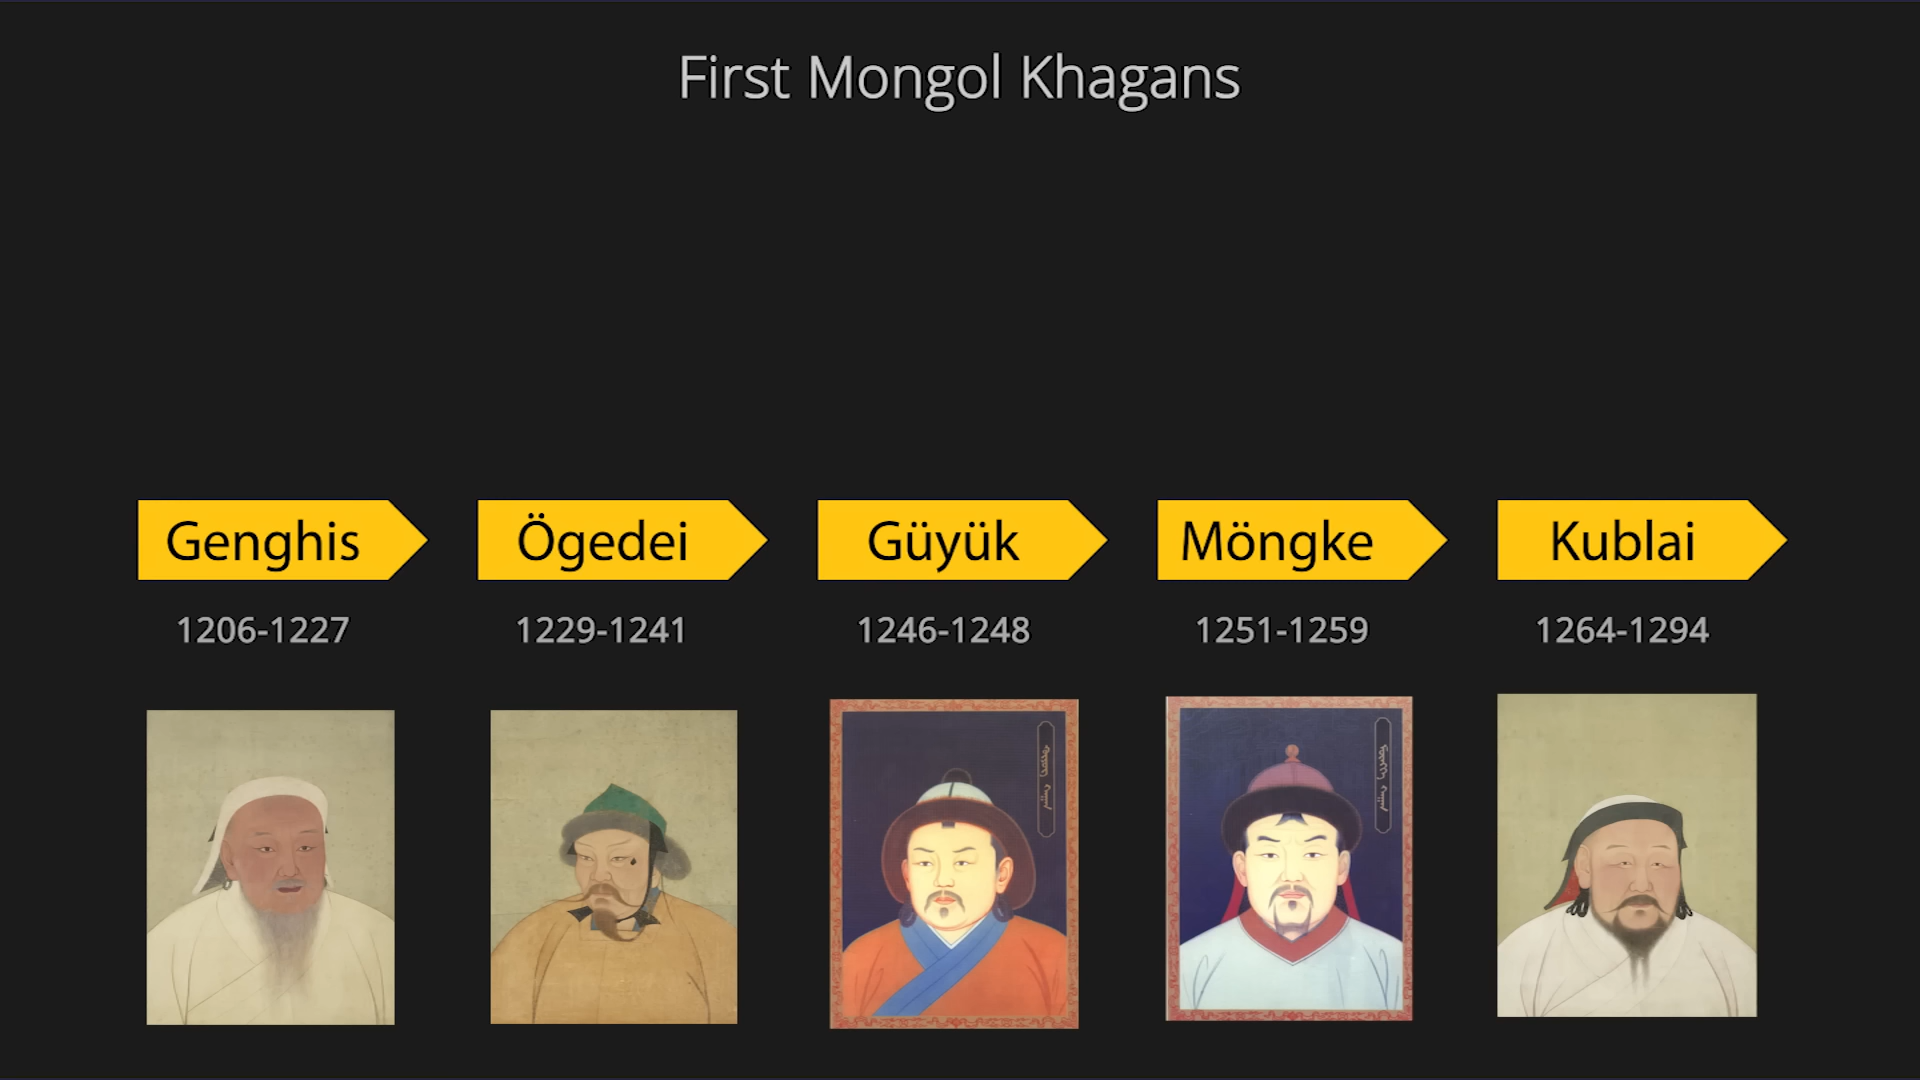 First Mongol Khagans
Genghis
Ögedei
Güyük
Möngke
Kublai
1206-1227
1229-1241
1246-1248
1251-1259
1264-1294